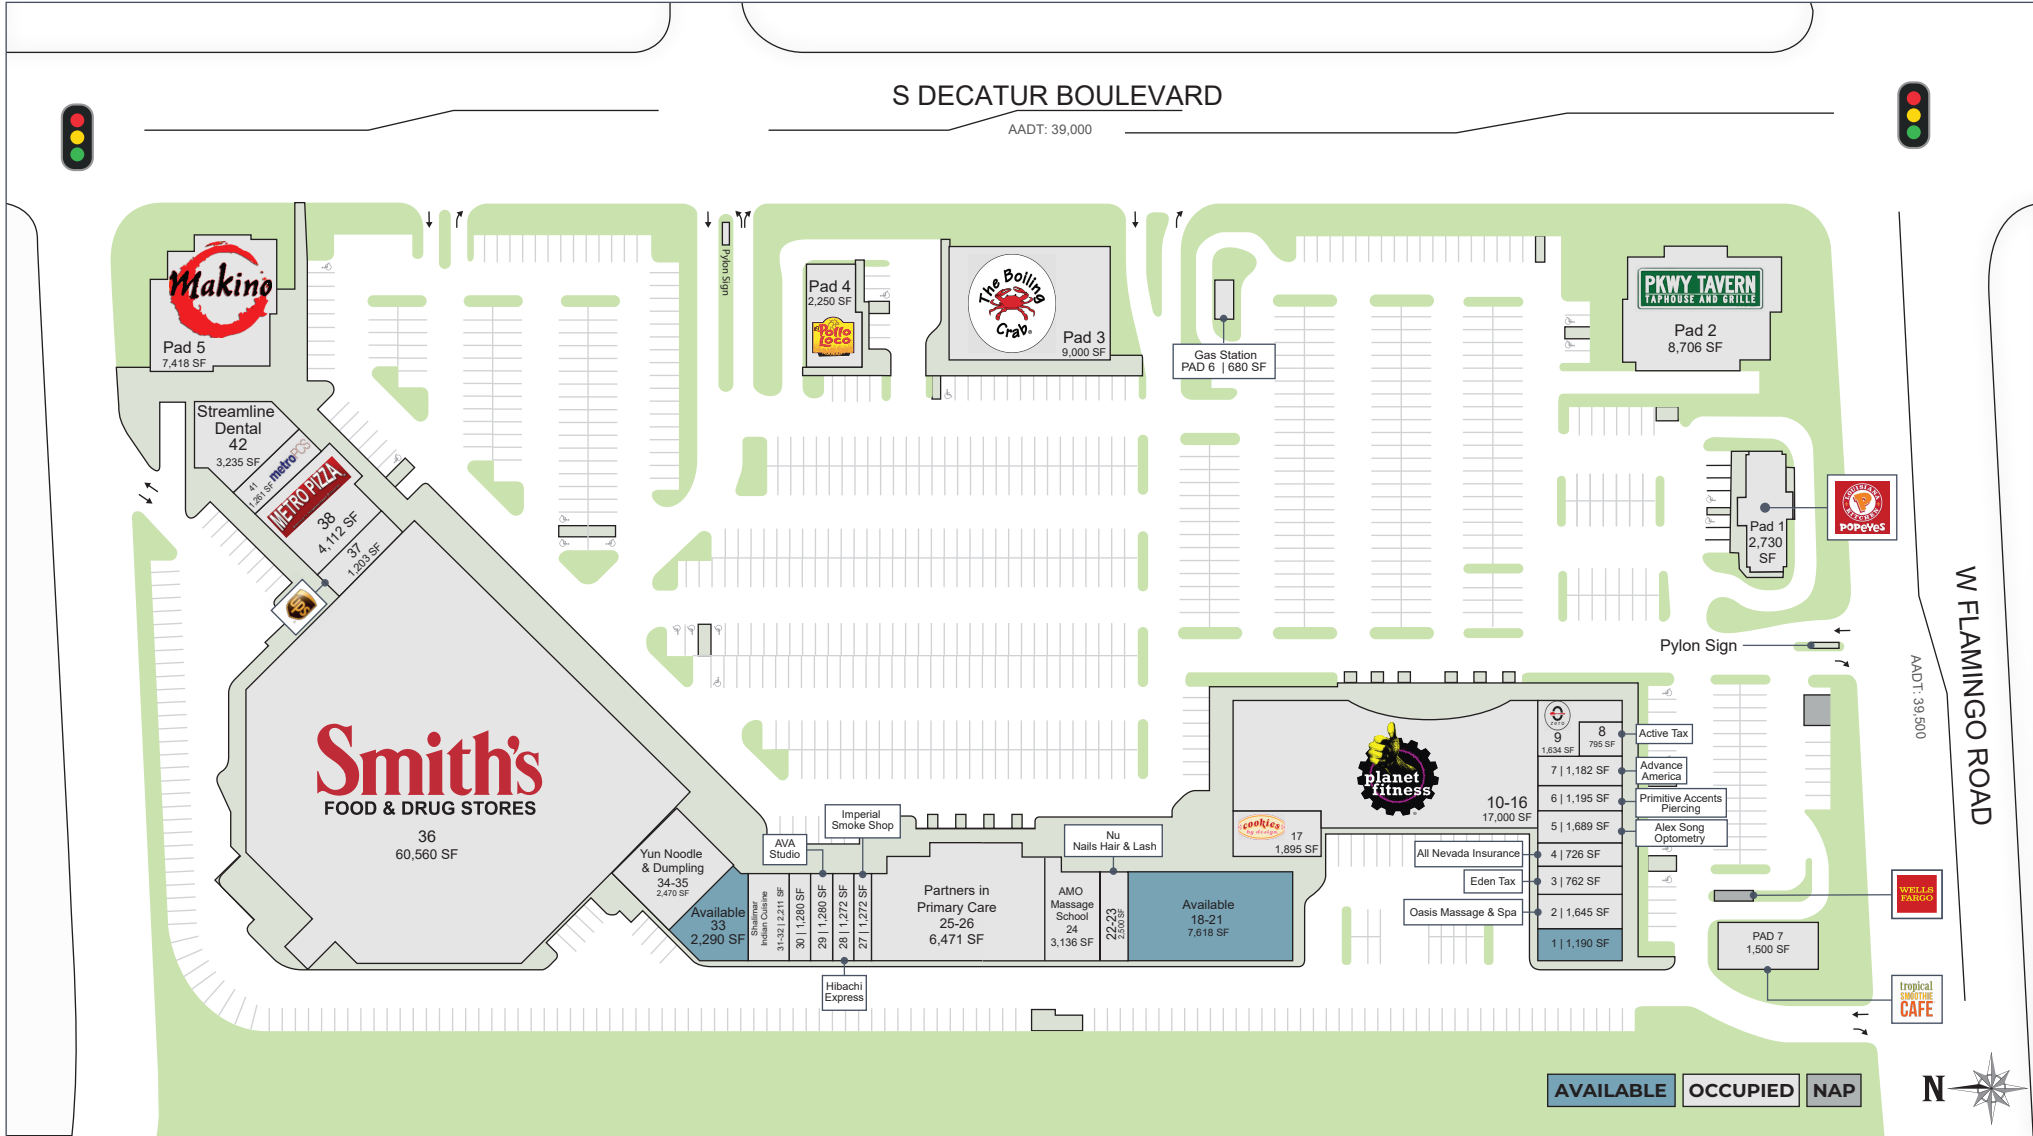 S DECATUR BOULEVARD
AADT: 39,000
Makino
Pad 5
7,418 SF
Pylon Sign
Pad 4
2,250 SF
El Pollo
Loco
The Boiling
Crab
Pad 3
9,000 SF
Gas Station
PAD 6 | 680 SF
PKWY TAVERN
TAPHOUSE AND GRILLE
Pad 2
8,706 SF
Streamline
Dental
42
3,235 SF
41
1,261 SF
metroPCS
METRO PIZZA
38
4,112 SF
37
1,203 SF
ups
LOUISIANA
KITCHEN
POPEYES
Pad 1
2,730
SF
W FLAMINGO ROAD
AADT: 39,500
Pylon Sign
Smith's
FOOD & DRUG STORES
36
60,560 SF
Yun Noodle
& Dumpling
34-35
2,470 SF
Available
33
2,290 SF
Shalimar
Indian Cuisine
31-32 | 2,211 SF
30 | 1,280 SF
AVA
Studio
29 | 1,280 SF
28 | 1,272 SF
Hibachi
Express
Imperial
Smoke Shop
27 | 1,272 SF
Partners in
Primary Care
25-26
6,471 SF
AMO
Massage
School
24
3,136 SF
Nu
Nails Hair & Lash
22-23
2,500 SF
Available
18-21
7,618 SF
cookies
by design
17
1,895 SF
planet
fitness
10-16
17,000 SF
zero
9
1,634 SF
8
795 SF
Active Tax
7 | 1,182 SF
Advance
America
6 | 1,195 SF
Primitive Accents
Piercing
5 | 1,689 SF
Alex Song
Optometry
All Nevada Insurance
4 | 726 SF
Eden Tax
3 | 762 SF
Oasis Massage & Spa
2 | 1,645 SF
1 | 1,190 SF
WELLS
FARGO
PAD 7
1,500 SF
tropical
SMOOTHIE
CAFE
AVAILABLE
OCCUPIED
NAP
N